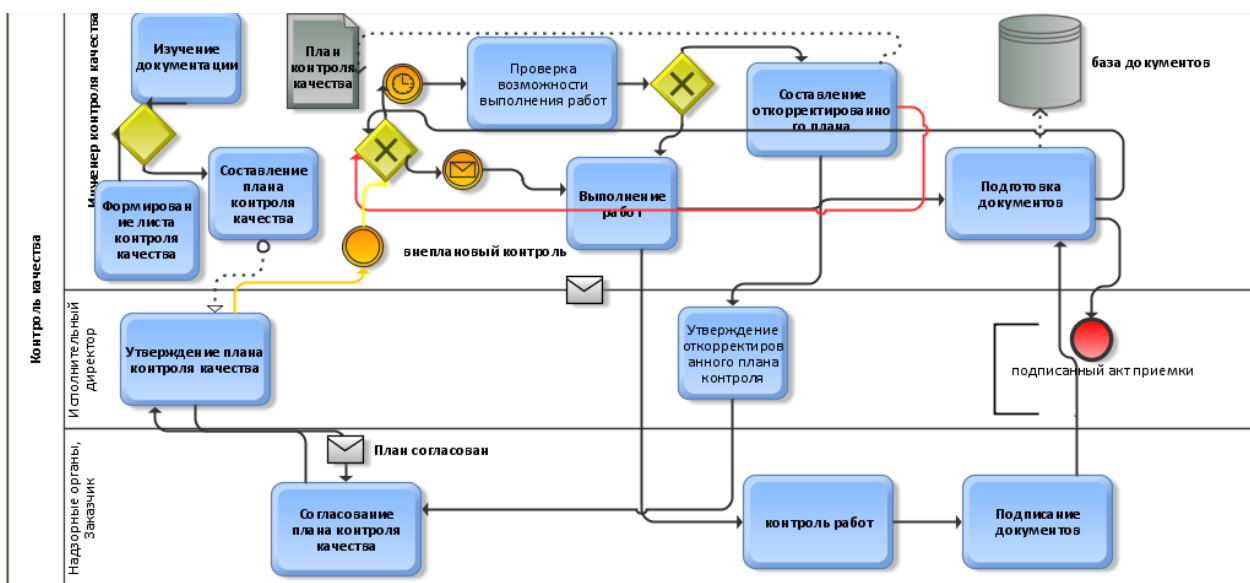 Контроль качества
Инженер контроля качества
Исполнительный
директор
Надзорные органы,
Заказчик
Изучение
документации
План
контроля
качества
Проверка
возможности
выполнения работ
Составление
откорректированно
го плана
база документов
Формирован
ие листа
контроля
качества
Составление
плана
контроля
качества
Выполнение
работ
Подготовка
документов
внеплановый контроль
Утверждение плана
контроля качества
Утверждение
откорректиров
анного плана
контроля
подписанный акт приемки
План согласован
Согласование
плана контроля
качества
контроль работ
Подписание
документов